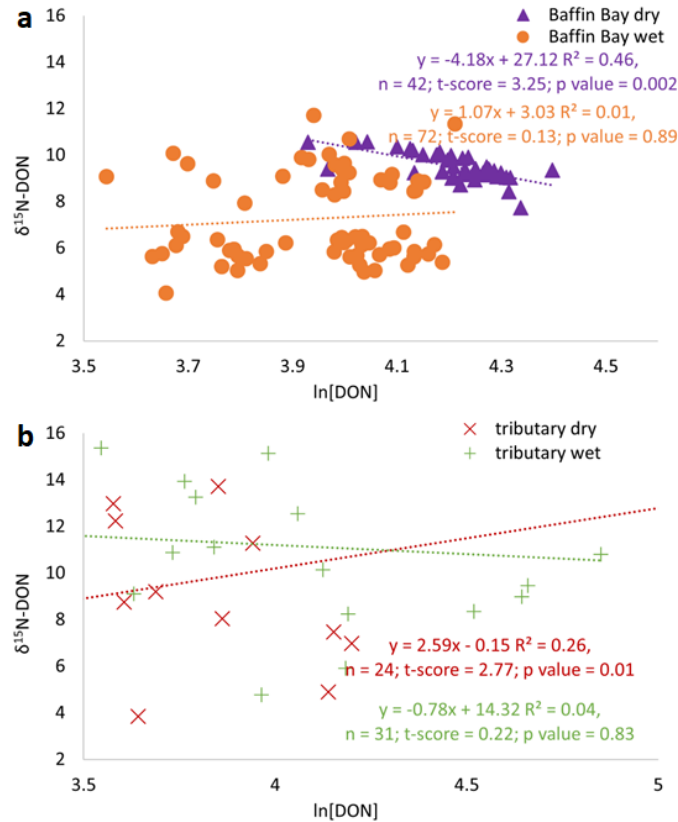 a
Baffin Bay dry
Baffin Bay wet
y = -4.18x + 27.12 R² = 0.46,
n = 42; t-score = 3.25; p value = 0.002
y = 1.07x + 3.03 R² = 0.01,
n = 72; t-score = 0.13; p value = 0.89
16
14
12
10
8
6
4
2
δ¹⁵N-DON
3.5
3.7
3.9
4.1
4.3
4.5
ln[DON]
b
tributary dry
tributary wet
16
14
12
10
8
6
4
2
δ¹⁵N-DON
y = 2.59x - 0.15 R² = 0.26,
n = 24; t-score = 2.77; p value = 0.01
y = -0.78x + 14.32 R² = 0.04,
n = 31; t-score = 0.22; p value = 0.83
3.5
4
4.5
5
ln[DON]